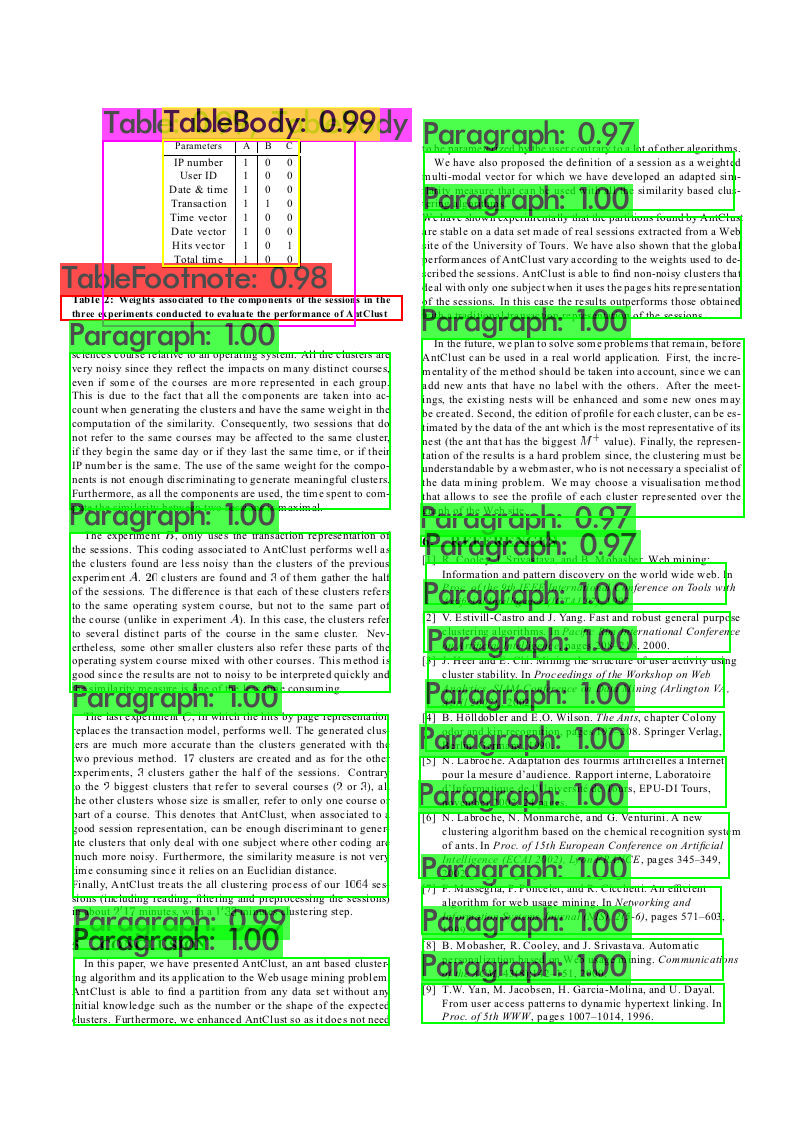 TableBody: 0.99
Parameters A B C
IP number 1 0 0
User ID 1 0 0
Date & time 1 0 0
Transaction 1 1 0
Time vector 1 0 0
Date vector 1 0 0
Hits vector 1 0 1
Total time 1 0 0
TableFootnote: 0.98
Table 2: Weights associated to the components of the sessions in the
three experiments conducted to evaluate the performance of AntClust
Paragraph: 1.00
sciences course relative to an operating system. All the clusters are
very noisy since they reflect the impacts on many distinct courses,
even if some of the courses are more represented in each group.
This is due to the fact that all the components are taken into ac-
count when generating the clusters and have the same weight in the
computation of the similarity. Consequently, two sessions that do
not refer to the same courses may be affected to the same cluster,
if they begin the same day or if they last the same time, or if their
IP number is the same. The use of the same weight for the compo-
nents is not enough discriminating to generate meaningful clusters.
Furthermore, as all the components are used, the time spent to com-
maximal.
Paragraph: 1.00
The experiment B, only uses the transaction representation of
the sessions. This coding associated to AntClust performs well as
the clusters found are less noisy than the clusters of the previous
experiment A. 20 clusters are found and 3 of them gather the half
of the sessions. The difference is that each of these clusters refers
to the same operating system course, but not to the same part of
the course (unlike in experiment A). In this case, the clusters refer
to several distinct parts of the course in the same cluster. Nev-
ertheless, some other smaller clusters also refer these parts of the
operating system course mixed with other courses. This method is
good since the results are not to noisy to be interpreted quickly and
consuming.
Paragraph: 1.00
The last experiment C, in which the hits by page representation
replaces the transaction model, performs well. The generated clus-
ters are much more accurate than the clusters generated with the
two previous method. 17 clusters are created and as for the other
experiments, 3 clusters gather the half of the sessions. Contrary
to the 2 biggest clusters that refer to several courses (2 or 3), all
the other clusters whose size is smaller, refer to only one course or
part of a course. This denotes that AntClust, when associated to a
good session representation, can be enough discriminant to gener-
ate clusters that only deal with one subject where other coding are
much more noisy. Furthermore, the similarity measure is not very
time consuming since it relies on an Euclidian distance.
Finally, AntClust treats the all clustering process of our 1664 ses-
sions (including reading, filtering and preprocessing the sessions)
in about 2'17 minutes, with a clustering step.
Paragraph: 0.99
Paragraph: 1.00
In this paper, we have presented AntClust, an ant based cluster-
ing algorithm and its application to the Web usage mining problem.
AntClust is able to find a partition from any data set without any
initial knowledge such as the number or the shape of the expected
clusters. Furthermore, we enhanced AntClust so as it does not need
Paragraph: 0.97
to be parameterized by the user contrary to a lot of other algorithms.
We have also proposed the definition of a session as a weighted
multi-modal vector for which we have developed an adapted sim-
ilarity measure that can be used with all the similarity based clus-
Paragraph: 1.00
We have shown experimentally that the partitions found by AntClust
are stable on a data set made of real sessions extracted from a Web
site of the University of Tours. We have also shown that the global
performances of AntClust vary according to the weights used to de-
scribed the sessions. AntClust is able to find non-noisy clusters that
deal with only one subject when it uses the pages hits representation
of the sessions. In this case the results outperforms those obtained
with a traditional transaction representation of the sessions.
Paragraph: 1.00
In the future, we plan to solve some problems that remain, before
AntClust can be used in a real world application. First, the incre-
mentality of the method should be taken into account, since we can
add new ants that have no label with the others. After the meet-
ings, the existing nests will be enhanced and some new ones may
be created. Second, the edition of profile for each cluster, can be es-
timated by the data of the ant which is the most representative of its
nest (the ant that has the biggest M+ value). Finally, the represen-
tation of the results is a hard problem since, the clustering must be
understandable by a webmaster, who is not necessary a specialist of
the data mining problem. We may choose a visualisation method
that allows to see the profile of each cluster represented over the
graph of the Web site.
Paragraph: 0.97
Paragraph: 0.97
[1] R. Cooley, J. Srivastava, and B. Mobasher. Web mining:
Information and pattern discovery on the world wide web. In
Proc. of the 9th IEEE International Conference on Tools with
Paragraph: 1.00
[2] V. Estivill-Castro and J. Yang. Fast and robust general purpose
clustering algorithms. In Pacific Rim International Conference
pages 208-218, 2000.
Paragraph: 1.00
[3] J. Heer and E. Chi. Mining the structure of user activity using
cluster stability. In Proceedings of the Workshop on Web
Analytics, SIAM Conference on Data Mining (Arlington VA,
Paragraph: 1.00
[4] B. Hölldobler and E.O. Wilson. The Ants, chapter Colony
odor and kin recognition, pages 197-208. Springer Verlag,
Paragraph: 1.00
[5] N. Labroche. Adaptation des fourmis artificielles à Internet
pour la mesure d'audience. Rapport interne, Laboratoire
d'Informatique de l'Université de Tours, EPU-DI Tours,
Paragraph: 1.00
[6] N. Labroche, N. Monmarché, and G. Venturini. A new
clustering algorithm based on the chemical recognition system
of ants. In Proc. of 15th European Conference on Artificial
Intelligence (ECAI 2002), Lyon FRANCE, pages 345–349,
Paragraph: 1.00
[7] F. Masseglia, P. Poncelet, and R. Cicchetti. An efficient
algorithm for web usage mining. In Networking and
Information Systems Journal (NIS), pages 571–603,
Paragraph: 1.00
[8] B. Mobasher, R. Cooley, and J. Srivastava. Automatic
personalization based on Web usage mining. Communications
Paragraph: 1.00
[9] T.W. Yan, M. Jacobsen, H. Garcia-Molina, and U. Dayal.
From user access patterns to dynamic hypertext linking. In
Proc. of 5th WWW, pages 1007–1014, 1996.